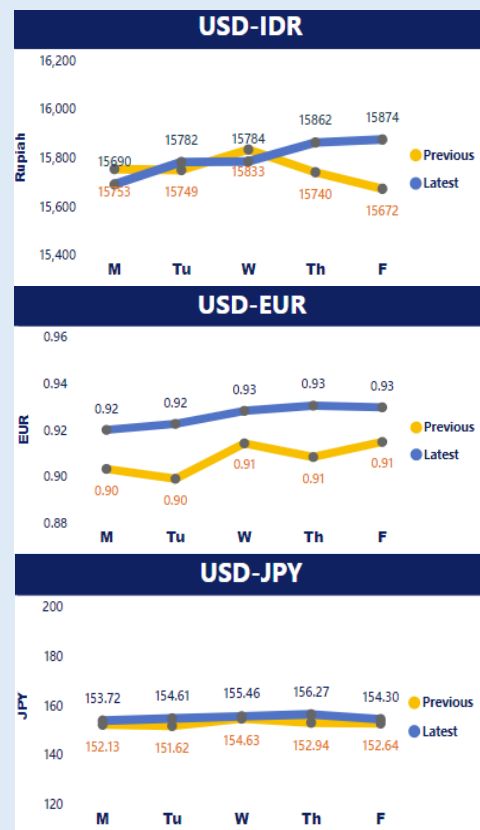 USD-IDR
16,200
16,000
15862 15874
15782 15784
15,800
15690
Rupiah
Previous
Latest
15753 15749 15833 15740
15,600
15672
15,400
M Tu W Th F
USD-EUR
0.96
0.94
0.93 0.93 0.93
0.92 0.92
0.92
EUR
Previous
Latest
0.90
0.91 0.91 0.91
0.90 0.90
0.88
M Tu W Th F
USD-JPY
200
180
153.72 154.61 155.46 156.27 154.30
160
JPY
Previous
Latest
152.13 151.62 154.63 152.94 152.64
140
120
M Tu W Th F